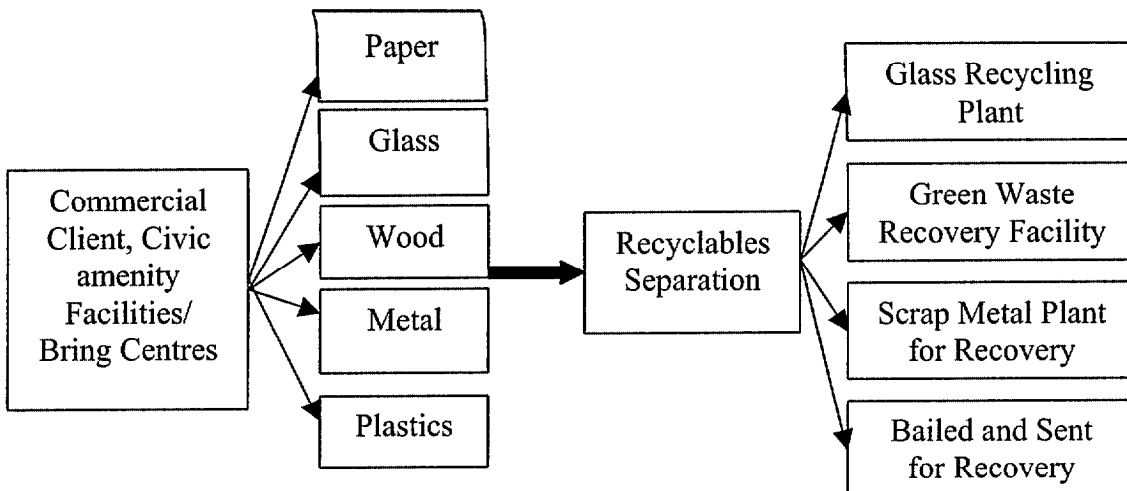 Commercial
Client, Civic
amenity
Facilities/
Bring Centres
Paper
Glass
Wood
Metal
Plastics
Recyclables
Separation
Glass Recycling
Plant
Green Waste
Recovery Facility
Scrap Metal Plant
for Recovery
Bailed and Sent
for Recovery